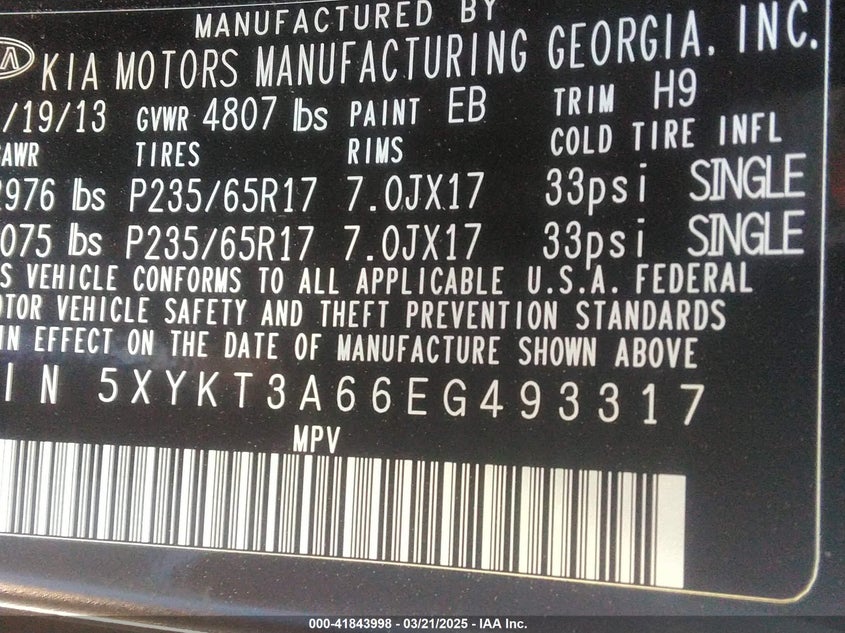 MANUFACTURED BY
KIA MOTORS MANUFACTURING GEORGIA, INC.
/19/13 GVWR 4807 lbs PAINT EB TRIM H9
AWR TIRES RIMS COLD TIRE INFL
2976 lbs P235/65R17 7.0JX17 33psi SINGLE
075 lbs P235/65R17 7.0JX17 33psi SINGLE
S VEHICLE CONFORMS TO ALL APPLICABLE U.S.A. FEDERAL
OTOR VEHICLE SAFETY AND THEFT PREVENTION STANDARDS
IN EFFECT ON THE DATE OF MANUFACTURE SHOWN ABOVE
IN 5XYKT3A66EG493317
MPV
000-41843998 - 03/21/2025 - IAA Inc.